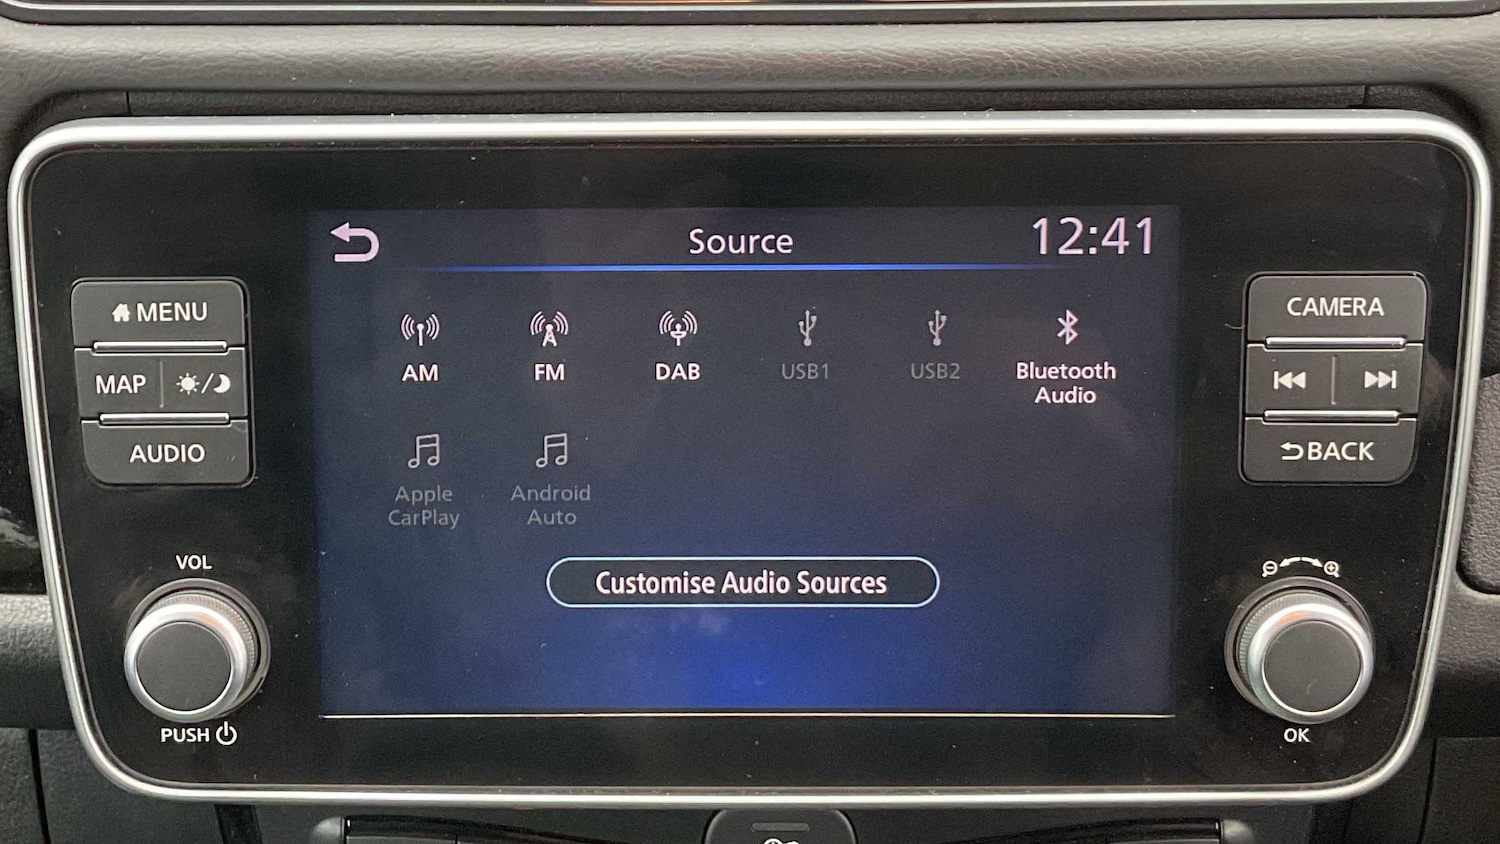 Source
12:41
MENU
MAP
AUDIO
AM
FM
DAB
USB1
USB2
Bluetooth
Audio
Apple
CarPlay
Android
Auto
Customise Audio Sources
CAMERA
BACK
VOL
PUSH
OK